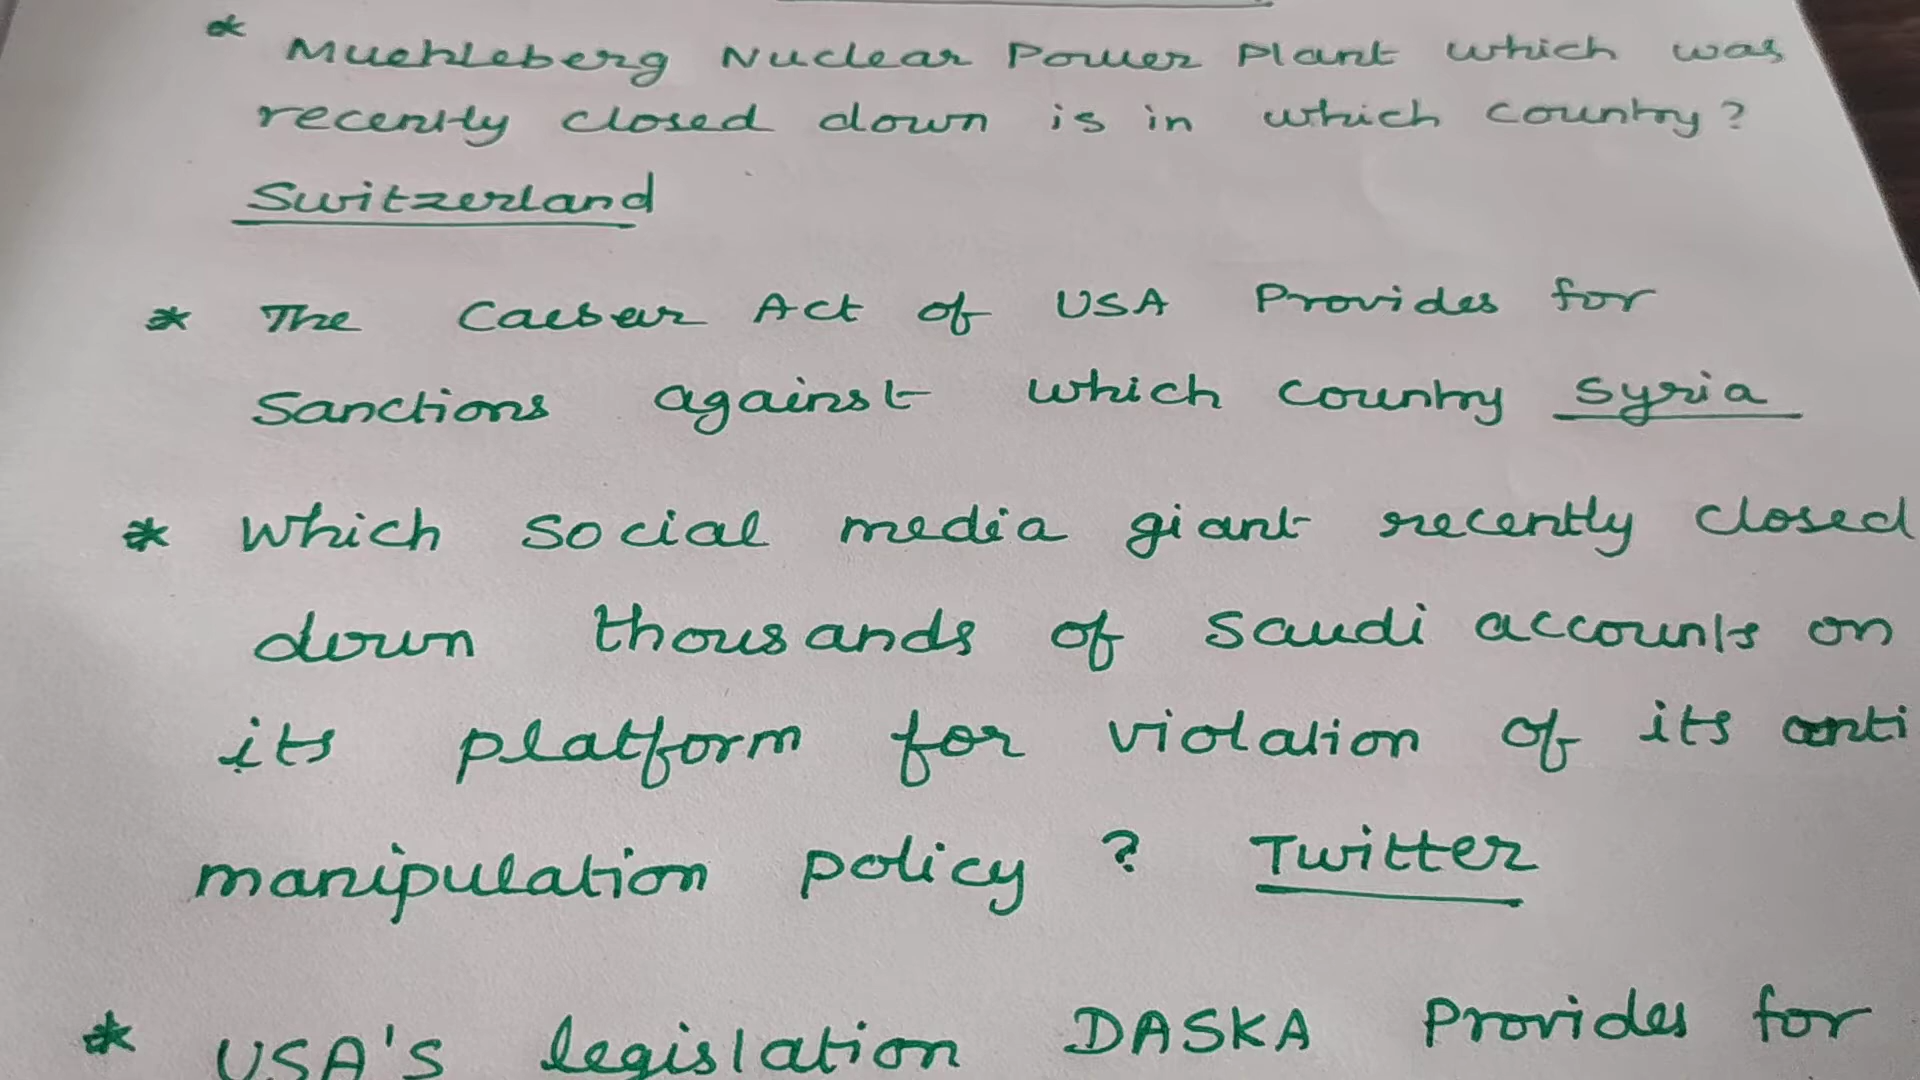 * Muehleberg Nuclear Power Plant which was
recently closed down is in which country?
Switzerland
* The Caesar Act of USA Provides for
Sanctions against which country Syria
* Which social media giant recently closed
down thousands of Saudi accounts on
its platform for violation of its anti
manipulation policy ? Twitter
* USA's legislation DASKA Provides for